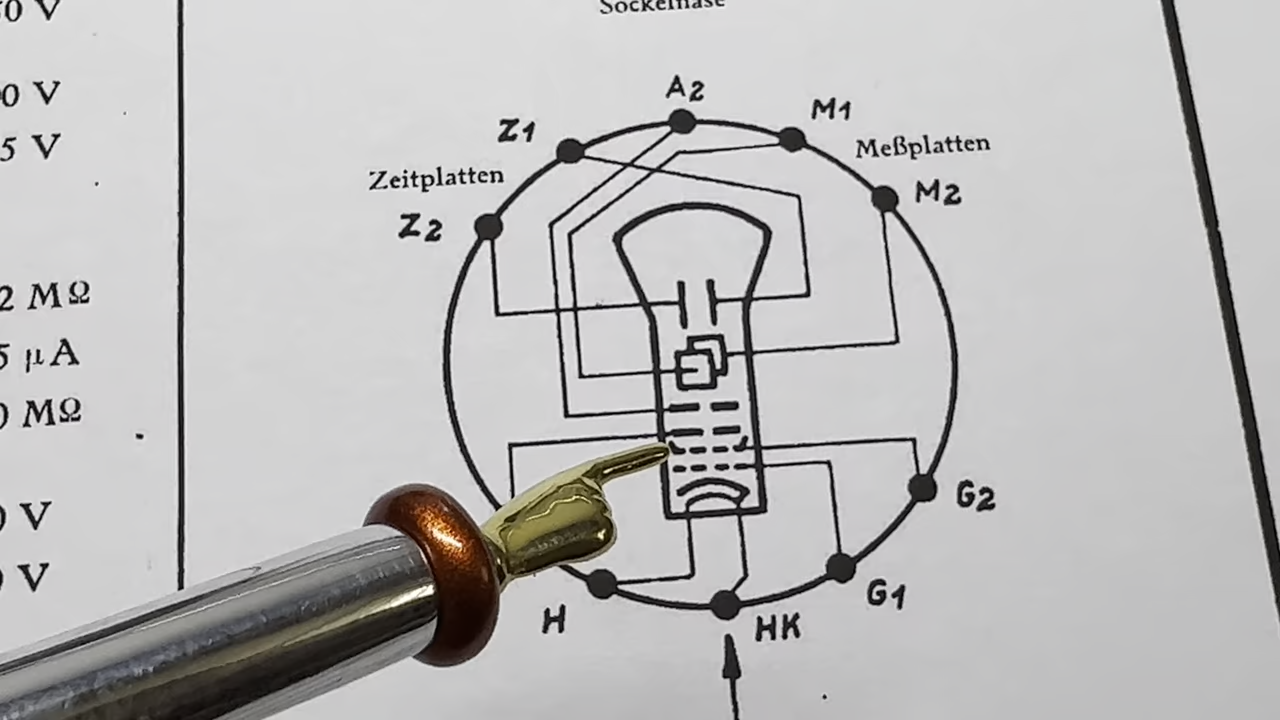 Sockelnase
0 V
0 V
5 V
2 MΩ
5 µA
0 MΩ
0 V
0 V
A2
M1
Z1
Meßplatten
Zeitplatten
M2
Z2
G2
G1
H
HK